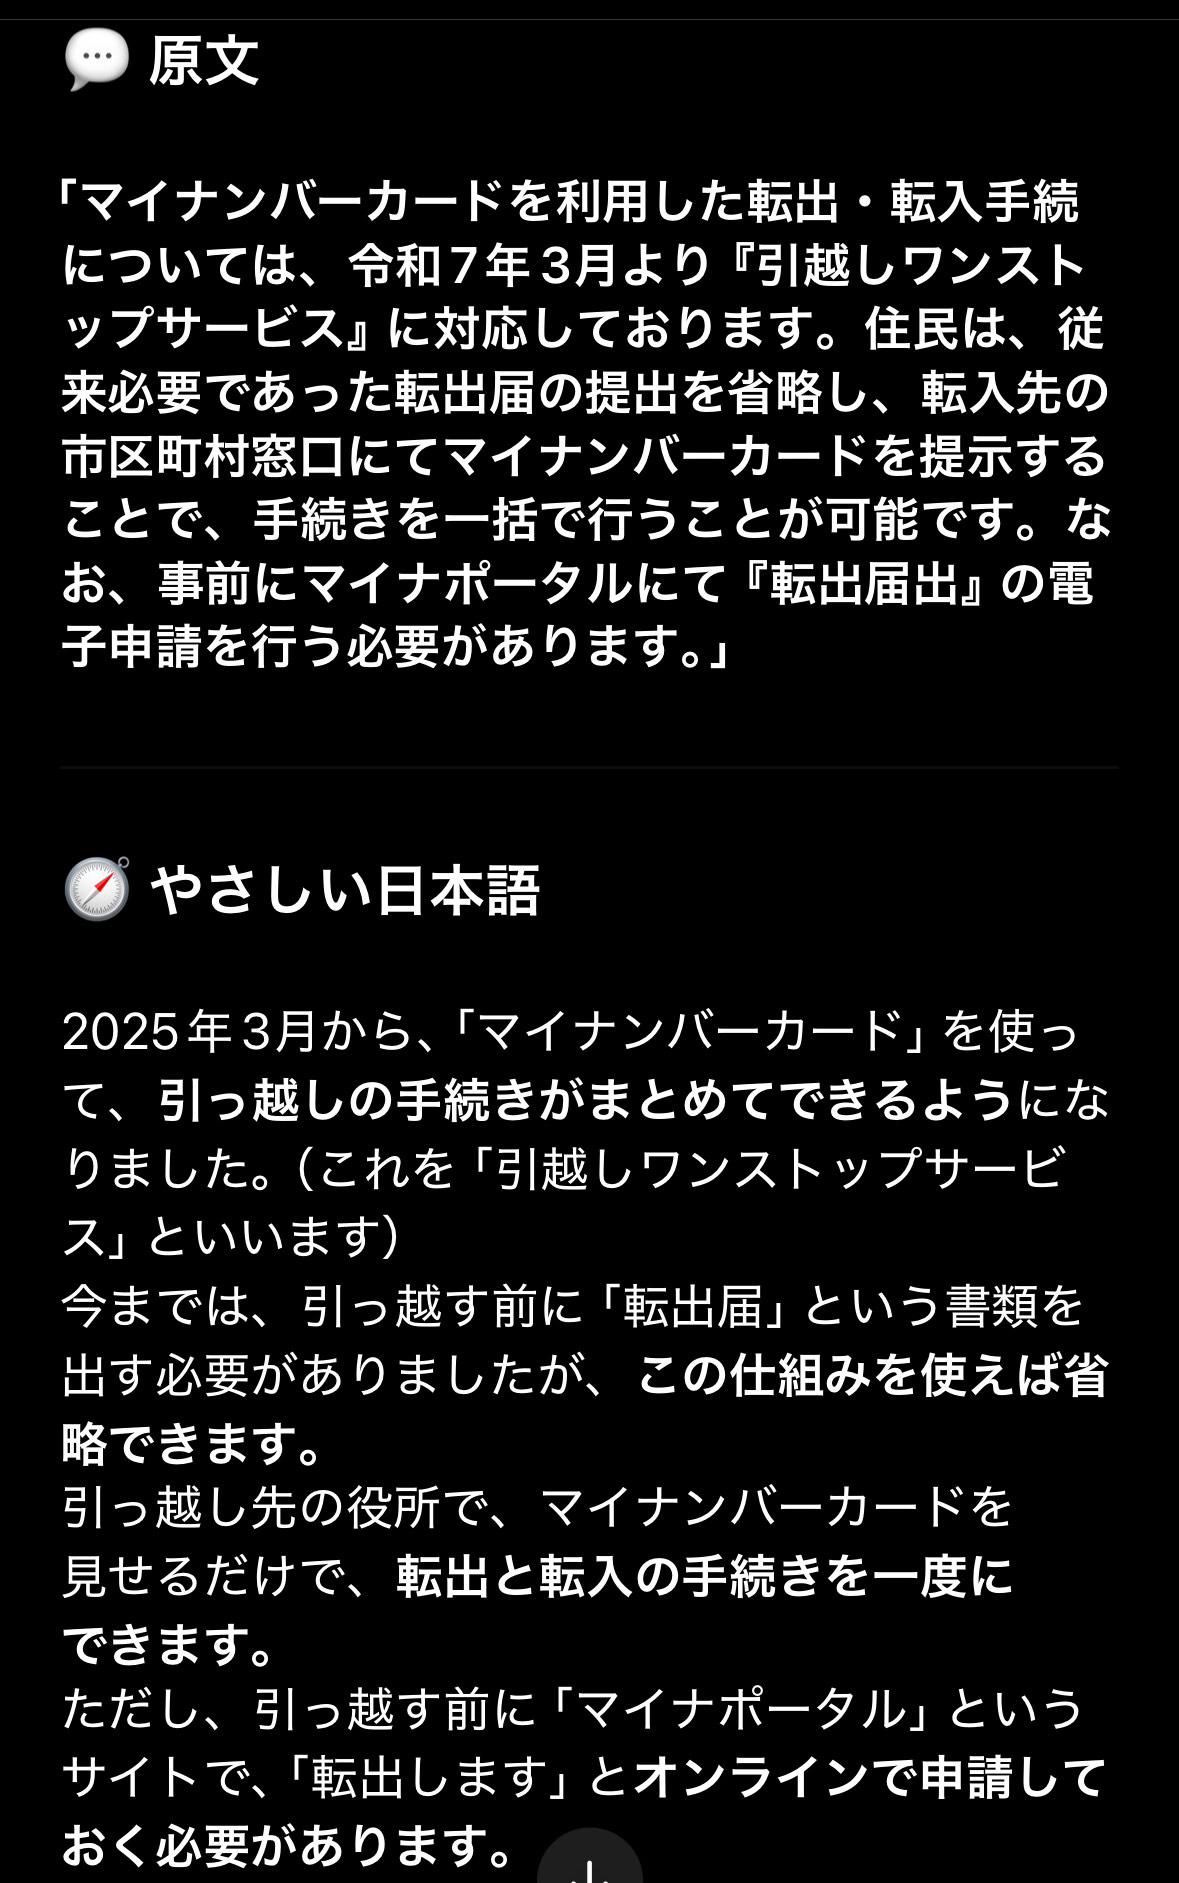 💬 原文
「マイナンバーカードを利用した転出・転入手続
については、令和7年3月より『引越しワンスト
ップサービス』に対応しております。住民は、従
来必要であった転出届の提出を省略し、転入先の
市区町村窓口にてマイナンバーカードを提示する
ことで、手続きを一括で行うことが可能です。な
お、事前にマイナポータルにて『転出届出』の電
子申請を行う必要があります。」
🧭 やさしい日本語
2025年3月から、「マイナンバーカード」を使っ
て、引っ越しの手続きがまとめてできるようにな
りました。（これを「引越しワンストップサービ
ス」といいます）
今までは、引っ越す前に「転出届」という書類を
出す必要がありましたが、この仕組みを使えば省
略できます。
引っ越し先の役所で、マイナンバーカードを
見せるだけで、転出と転入の手続きを一度に
できます。
ただし、引っ越す前に「マイナポータル」という
サイトで、「転出します」とオンラインで申請して
おく必要があります。